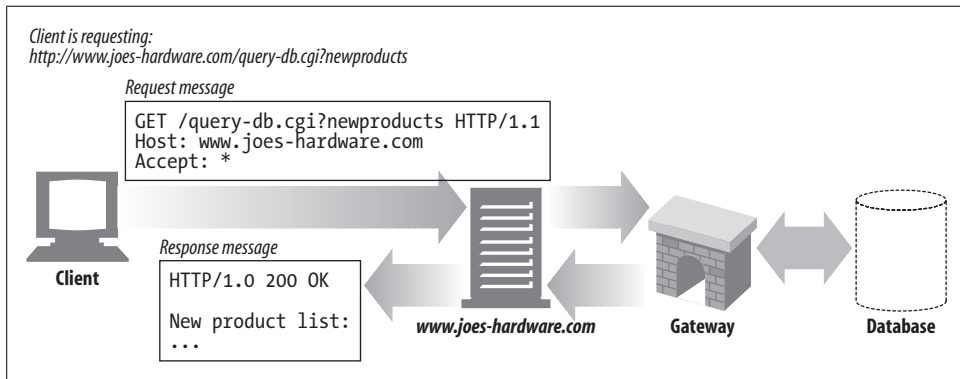 Client is requesting:
http://www.joes-hardware.com/query-db.cgi?newproducts
Request message
GET /query-db.cgi?newproducts HTTP/1.1
Host: www.joes-hardware.com
Accept: *
Client
Response message
HTTP/1.0 200 OK
New product list:
...
www.joes-hardware.com
Gateway
Database